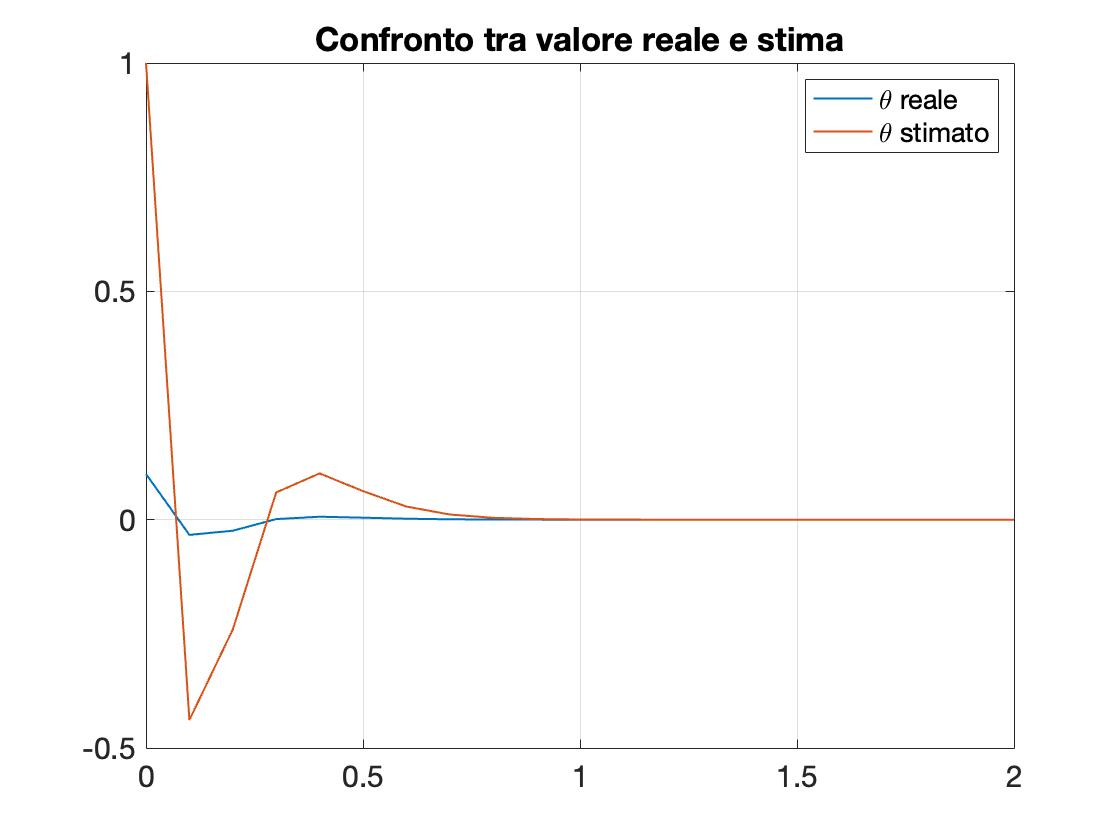 Confronto tra valore reale e stima
θ reale
θ stimato
1
0.5
0
-0.5
0 0.5 1 1.5 2